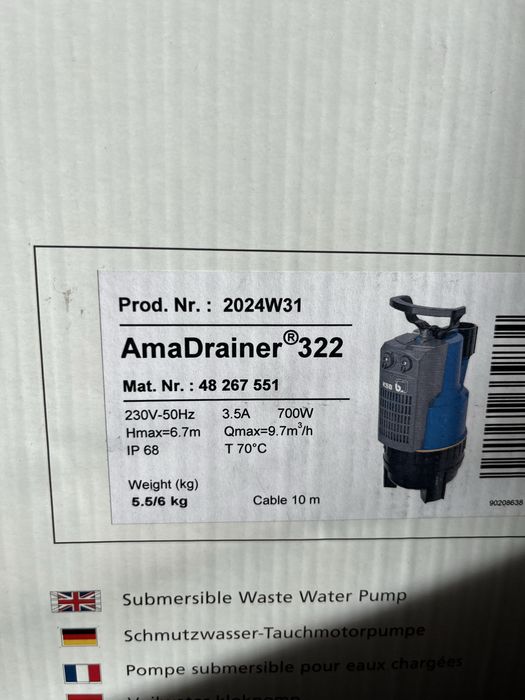 Prod. Nr. : 2024W31
AmaDrainer®322
Mat. Nr. : 48 267 551
230V-50Hz 3.5A 700W
Hmax=6.7m Qmax=9.7m³/h
IP 68 T 70°C
Weight (kg)
5.5/6 kg Cable 10 m
KSB b.
90208638
Submersible Waste Water Pump
Schmutzwasser-Tauchmotorpumpe
Pompe submersible pour eaux chargées